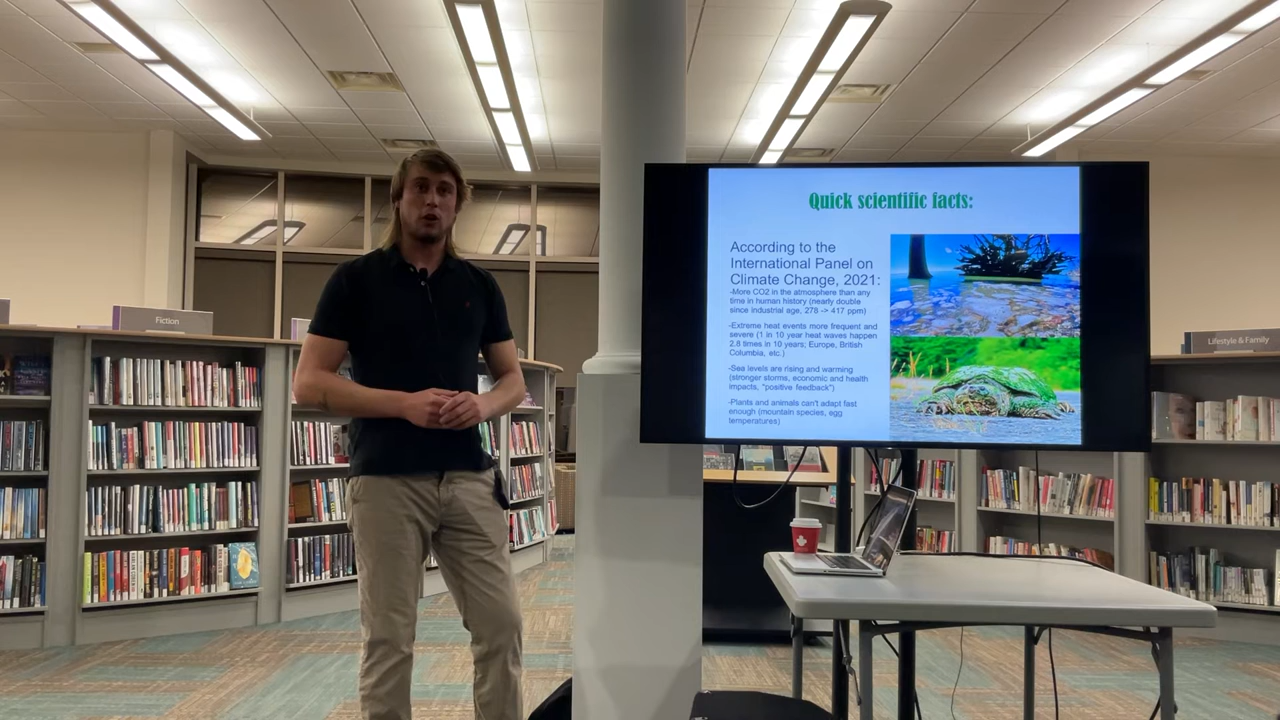 Quick scientific facts:
According to the
International Panel on
Climate Change, 2021:
-More CO2 in the atmosphere than any
time in human history (nearly double
since industrial age, 278 -> 417 ppm)
-Extreme heat events more frequent and
severe (1 in 10 year heat waves happen
2.8 times in 10 years; Europe, British
Columbia, etc.)
-Sea levels are rising and warming
(stronger storms, economic and health
impacts, "positive feedback")
-Plants and animals can't adapt fast
enough (mountain species, egg
temperatures)
Fiction
Lifestyle & Family